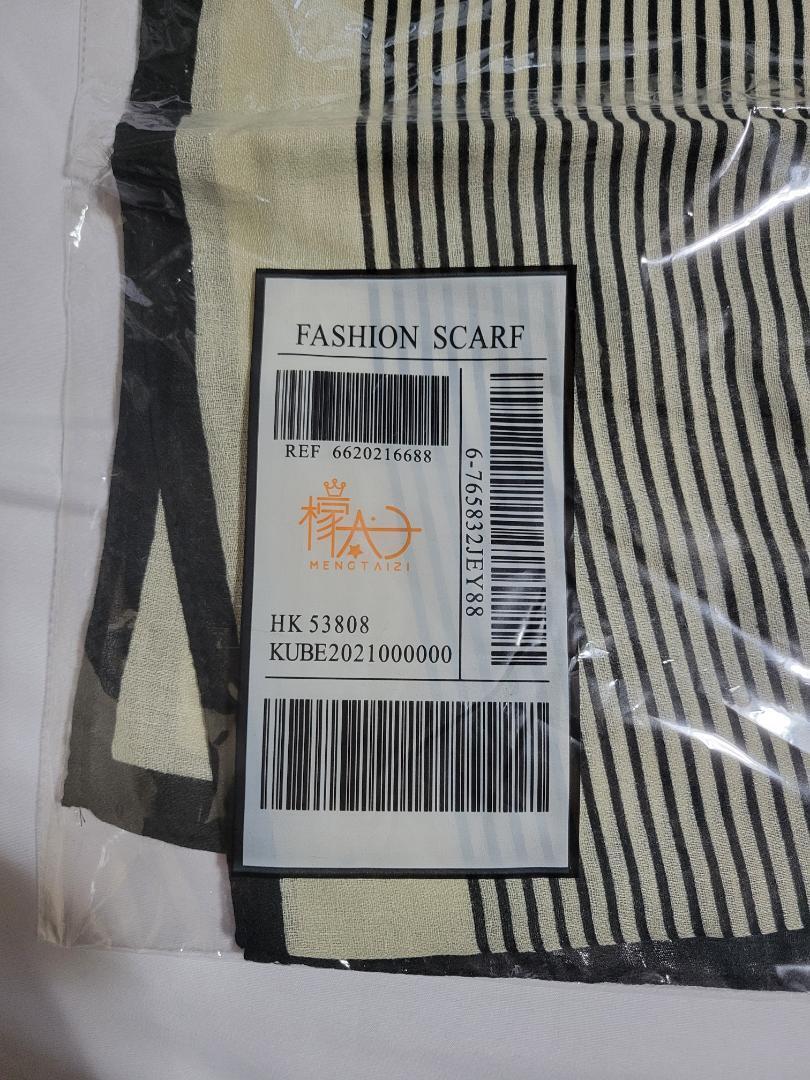 FASHION SCARF
REF 6620216688
6-765832JEY88
檬太子
MENGTAIZI
HK 53808
KUBE2021000000